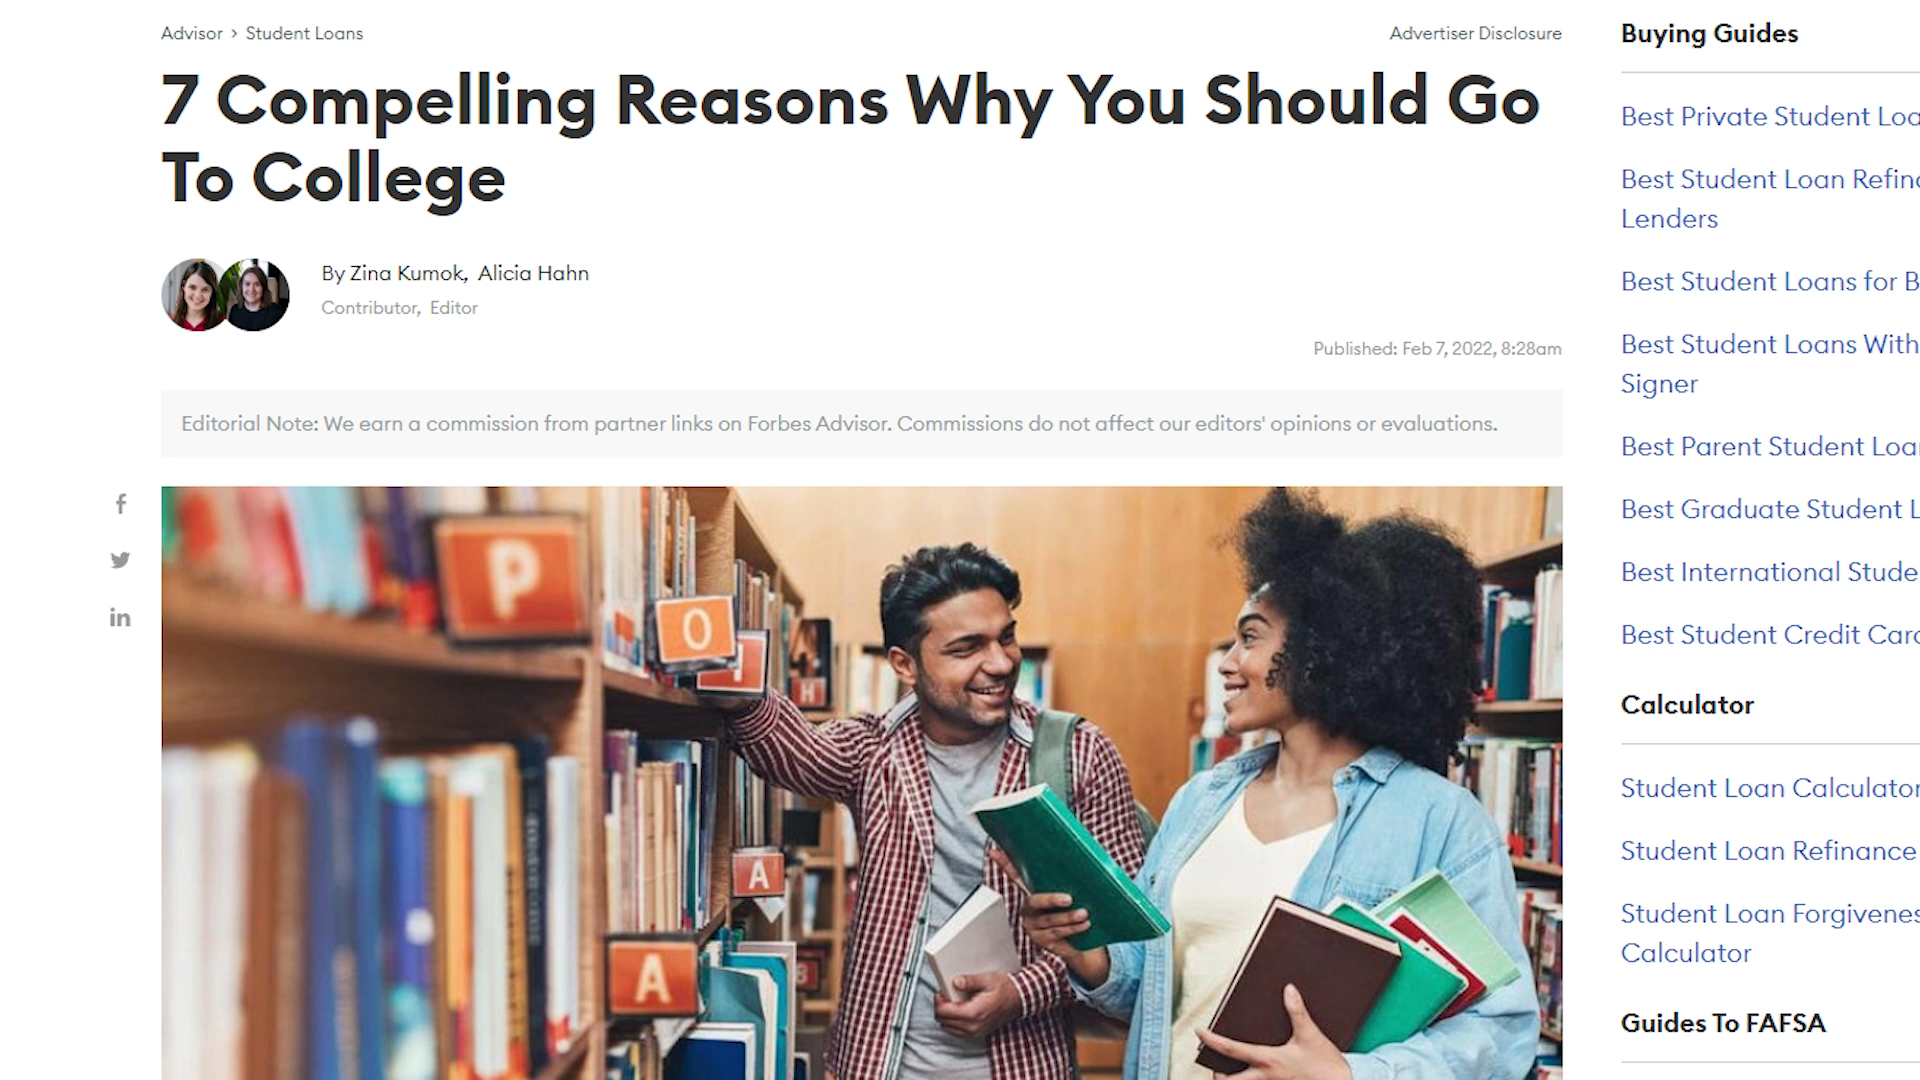 Advisor > Student Loans
Advertiser Disclosure
7 Compelling Reasons Why You Should Go
To College
By Zina Kumok, Alicia Hahn
Contributor, Editor
Published: Feb 7, 2022, 8:28am
Editorial Note: We earn a commission from partner links on Forbes Advisor. Commissions do not affect our editors' opinions or evaluations.
f
in
P
O
H
A
A
B
Buying Guides
Best Private Student Loa
Best Student Loan Refinc
Lenders
Best Student Loans for B
Best Student Loans With
Signer
Best Parent Student Loa
Best Graduate Student L
Best International Stude
Best Student Credit Car
Calculator
Student Loan Calculator
Student Loan Refinance
Student Loan Forgivenes
Calculator
Guides To FAFSA